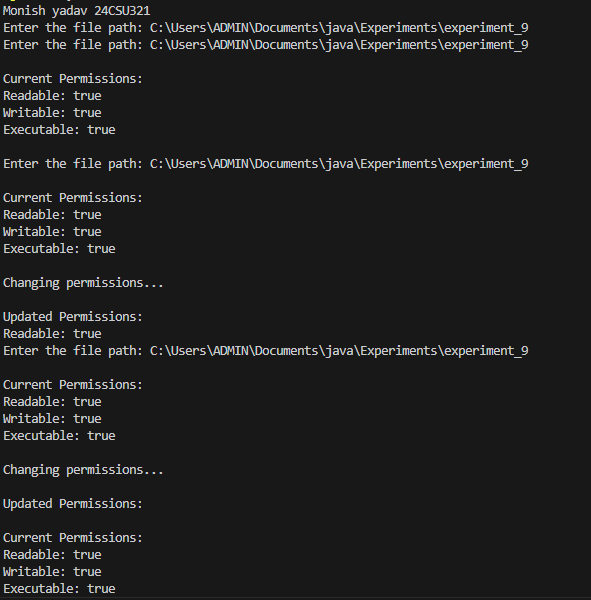 Monish yadav 24CSU321
Enter the file path: C:\Users\ADMIN\Documents\java\Experiments\experiment_9
Enter the file path: C:\Users\ADMIN\Documents\java\Experiments\experiment_9
Current Permissions:
Readable: true
Writable: true
Executable: true
Enter the file path: C:\Users\ADMIN\Documents\java\Experiments\experiment_9
Current Permissions:
Readable: true
Writable: true
Executable: true
Changing permissions...
Updated Permissions:
Readable: true
Enter the file path: C:\Users\ADMIN\Documents\java\Experiments\experiment_9
Current Permissions:
Readable: true
Writable: true
Executable: true
Changing permissions...
Updated Permissions:
Current Permissions:
Readable: true
Writable: true
Executable: true